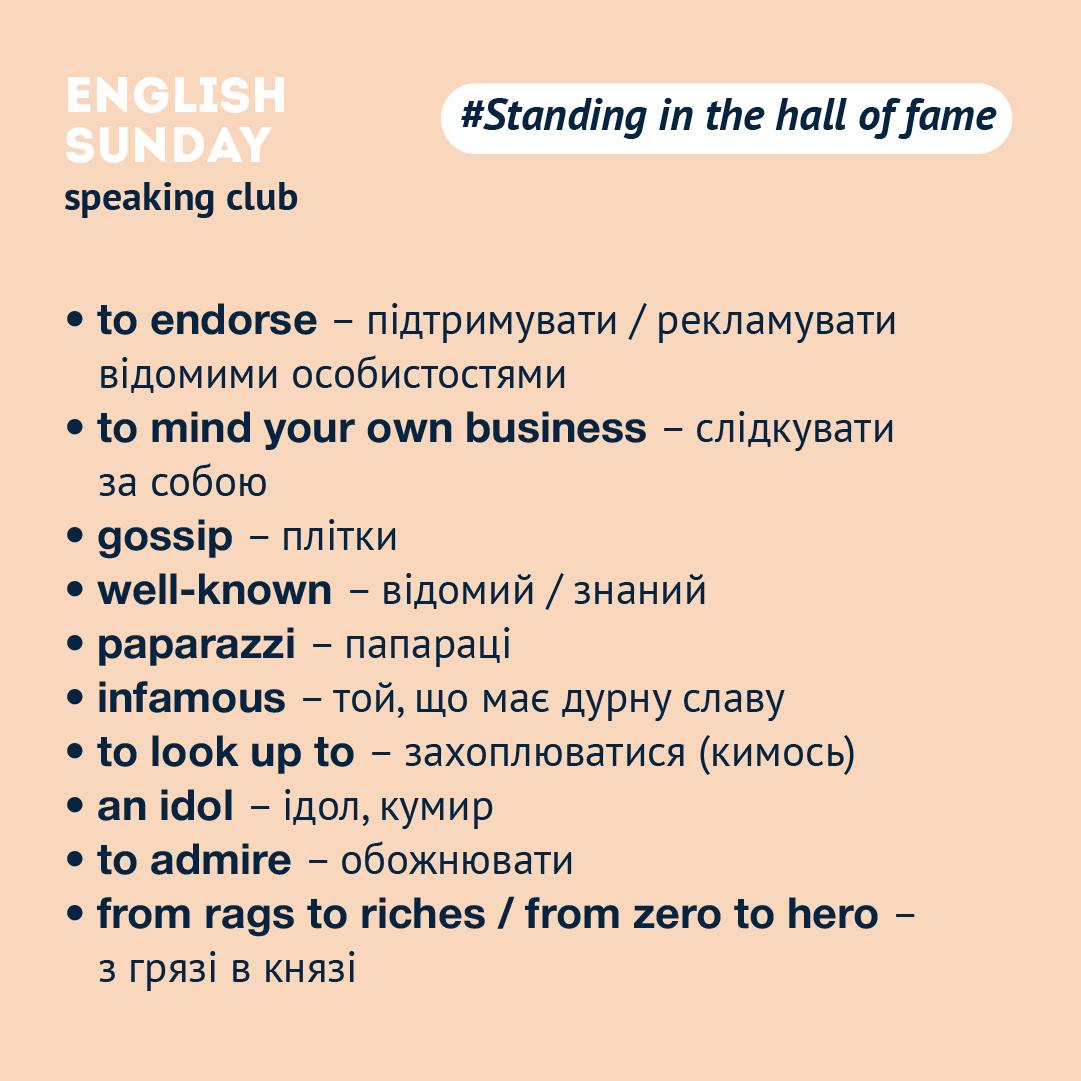 ENGLISH
SUNDAY
speaking club
#Standing in the hall of fame
• to endorse – підтримувати / рекламувати
відомими особистостями
• to mind your own business – слідкувати
за собою
• gossip – плітки
• well-known – відомий / знаний
• paparazzi – папараці
• infamous – той, що має дурну славу
• to look up to – захоплюватися (кимось)
• an idol – ідол, кумир
• to admire – обожнювати
• from rags to riches / from zero to hero –
з грязі в князі